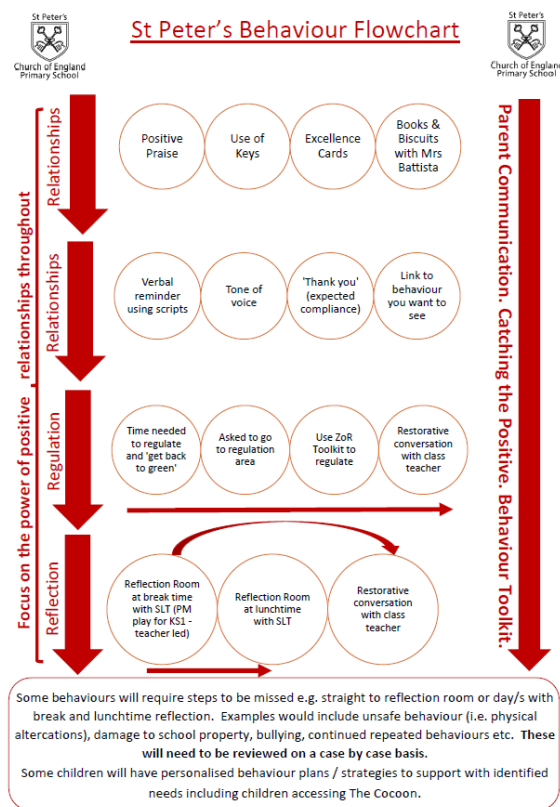 St Peter's
Church of England
Primary School
St Peter's Behaviour Flowchart
St Peter's
Church of England
Primary School
Focus on the power of positive
relationships throughout
Relationships
Positive
Praise
Use of
Keys
Excellence
Cards
Books &
Biscuits
with Mrs
Battista
Relationships
Verbal
reminder
using scripts
Tone of
voice
'Thank you'
(expected
compliance)
Link to
behaviour
you want to
see
Regulation
Time needed
to regulate
and 'get back
to green'
Asked to go
to regulation
area
Use ZoR
Toolkit to
regulate
Restorative
conversation
with class
teacher
Reflection
Reflection Room
at break time
with SLT (PM
play for KS1 -
teacher led)
Reflection Room
at lunchtime
with SLT
Restorative
conversation
with class
teacher
Parent Communication. Catching the Positive. Behaviour Toolkit.
Some behaviours will require steps to be missed e.g. straight to reflection room or day/s with
break and lunchtime reflection. Examples would include unsafe behaviour (i.e. physical
altercations), damage to school property, bullying, continued repeated behaviours etc. These
will need to be reviewed on a case by case basis.
Some children will have personalised behaviour plans / strategies to support with identified
needs including children accessing The Cocoon.